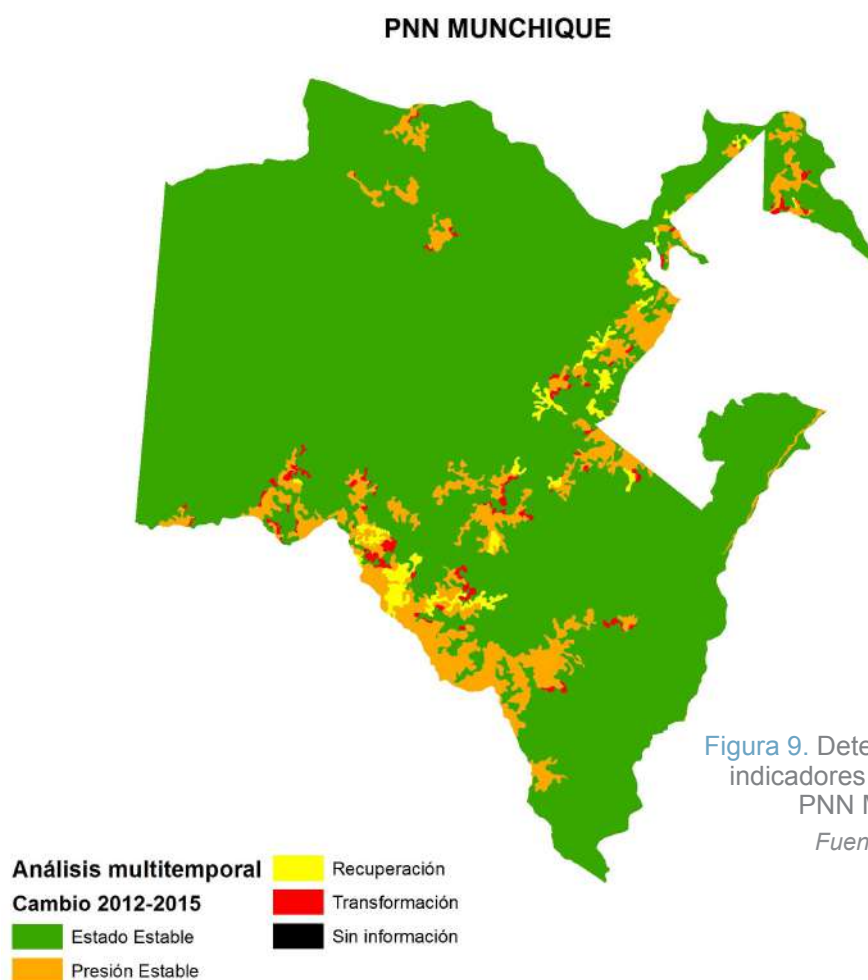 PNN MUNCHIQUE
Figura 9. Dete
indicadores
PNN M
Fuen
Análisis multitemporal
Cambio 2012-2015
Estado Estable
Presión Estable
Recuperación
Transformación
Sin información